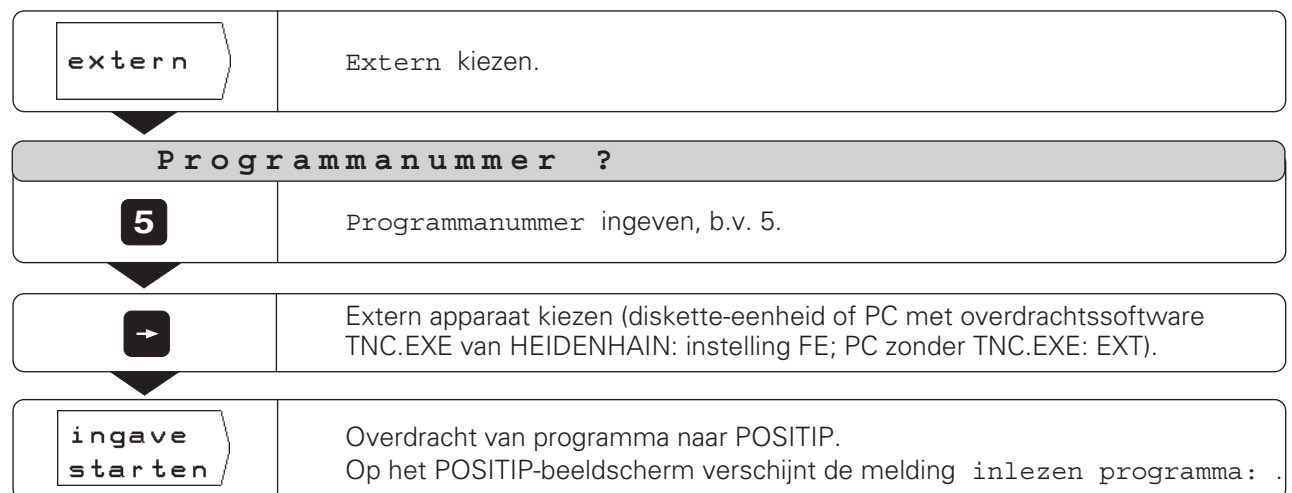 extern
Extern kiezen.
Programmanummer ?
5
Programmanummer ingeven, b.v. 5.
→
Extern apparaat kiezen (diskette-eenheid of PC met overdrachtssoftware
TNC.EXE van HEIDENHAIN: instelling FE; PC zonder TNC.EXE: EXT).
ingave
starten
Overdracht van programma naar POSITIP.
Op het POSITIP-beeldscherm verschijnt de melding inlezen programma: .